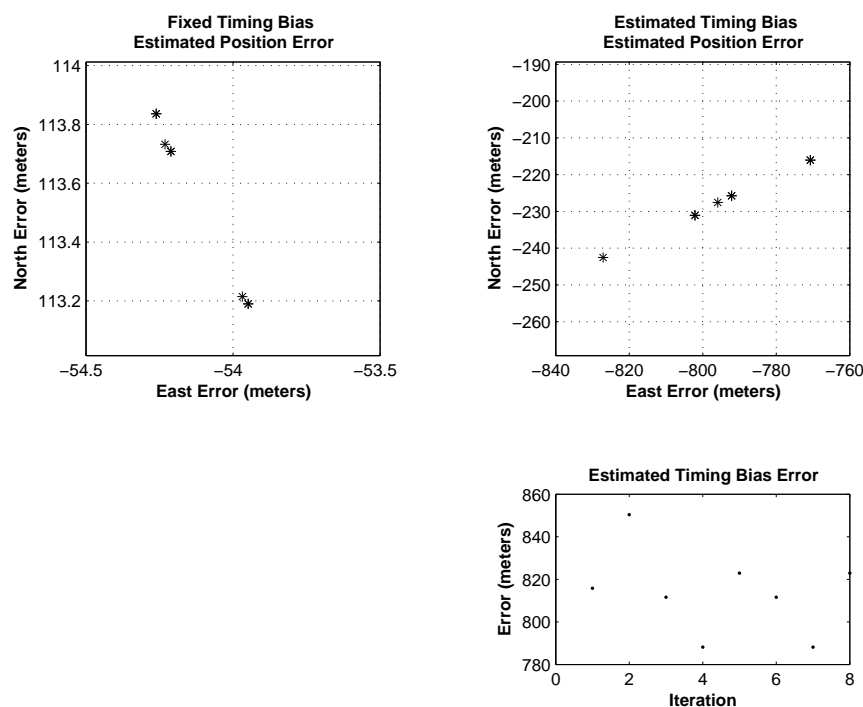 Fixed Timing Bias
Estimated Position Error
114
113.8
113.6
113.4
113.2
North Error (meters)
−54.5 −54 −53.5
East Error (meters)
Estimated Timing Bias
Estimated Position Error
−190
−200
−210
−220
−230
−240
−250
−260
North Error (meters)
−840 −820 −800 −780 −760
East Error (meters)
Estimated Timing Bias Error
860
840
820
800
780
Error (meters)
0 2 4 6 8
Iteration